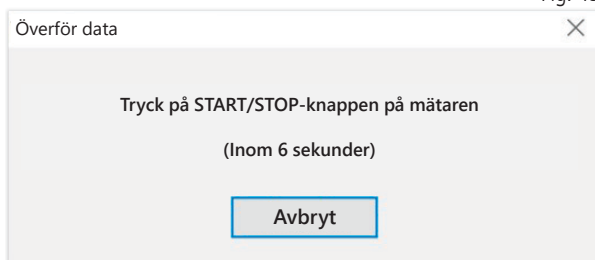 Överför data
Tryck på START/STOP-knappen på mätaren
(Inom 6 sekunder)
Avbryt